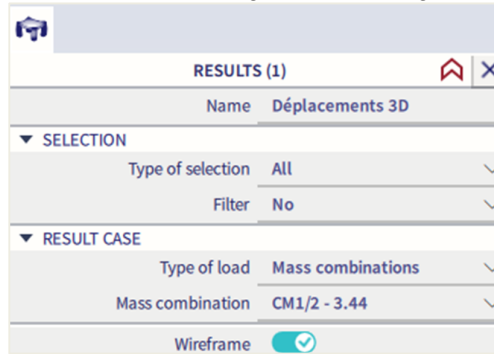 RESULTS (1)
Name Déplacements 3D
SELECTION
Type of selection All
Filter No
RESULT CASE
Type of load Mass combinations
Mass combination CM1/2 - 3.44
Wireframe